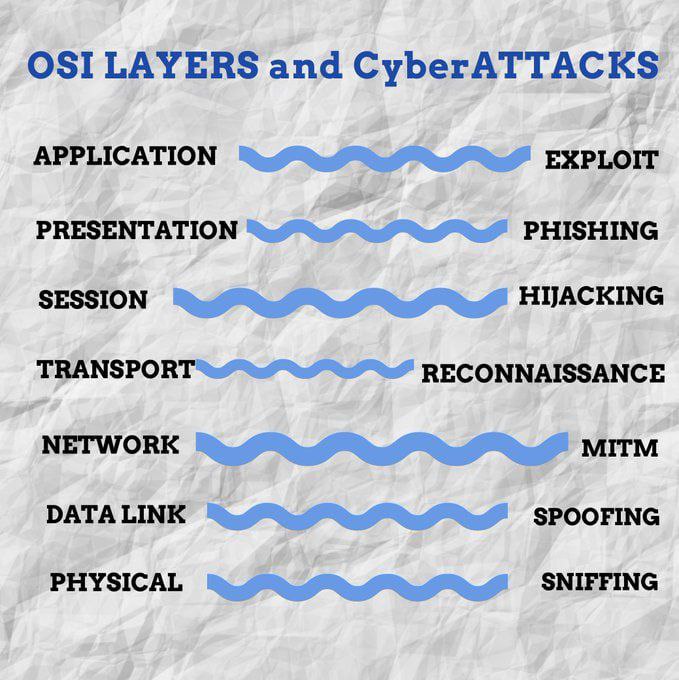 OSI LAYERS and CyberATTACKS
APPLICATION EXPLOIT
PRESENTATION PHISHING
SESSION HIJACKING
TRANSPORT RECONNAISSANCE
NETWORK MITM
DATA LINK SPOOFING
PHYSICAL SNIFFING